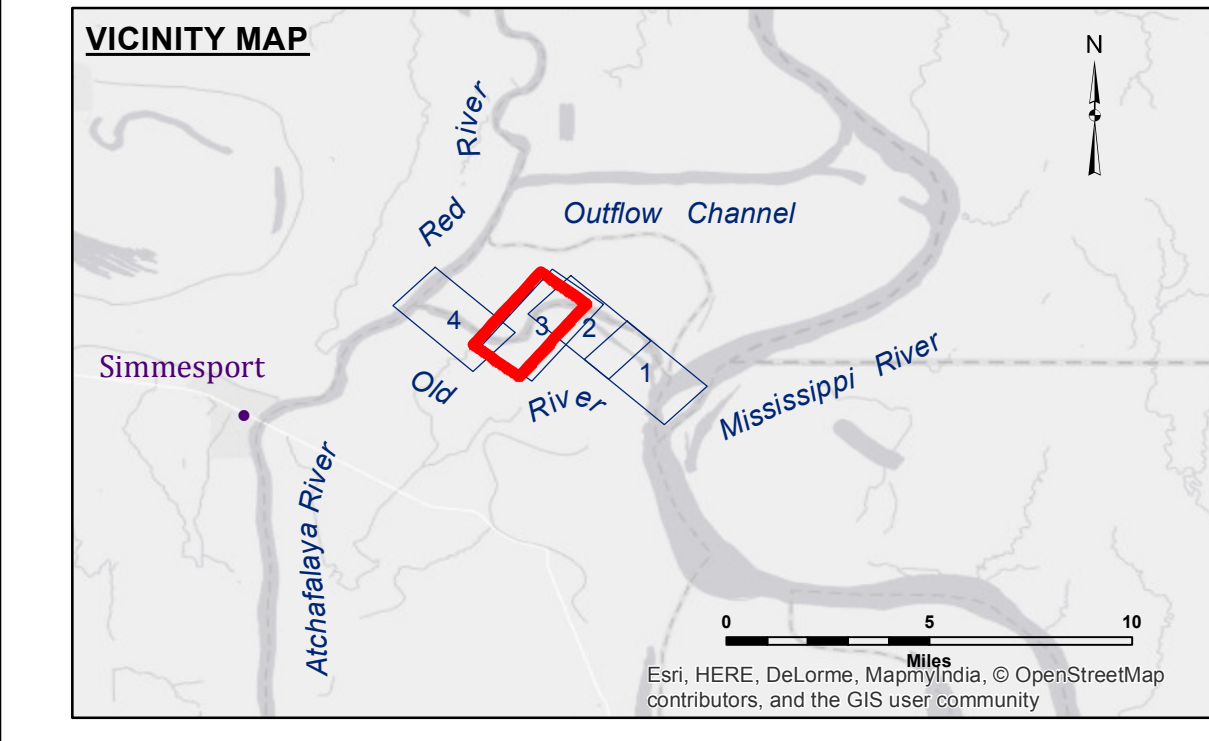 VICINITY MAP
N
Red River
Outflow Channel
4
3
2
1
Simmesport
Old River
Mississippi River
Atchafalaya River
0 5 10
Miles
Esri, HERE, DeLorme, MapmyIndia, © OpenStreetMap
contributors, and the GIS user community